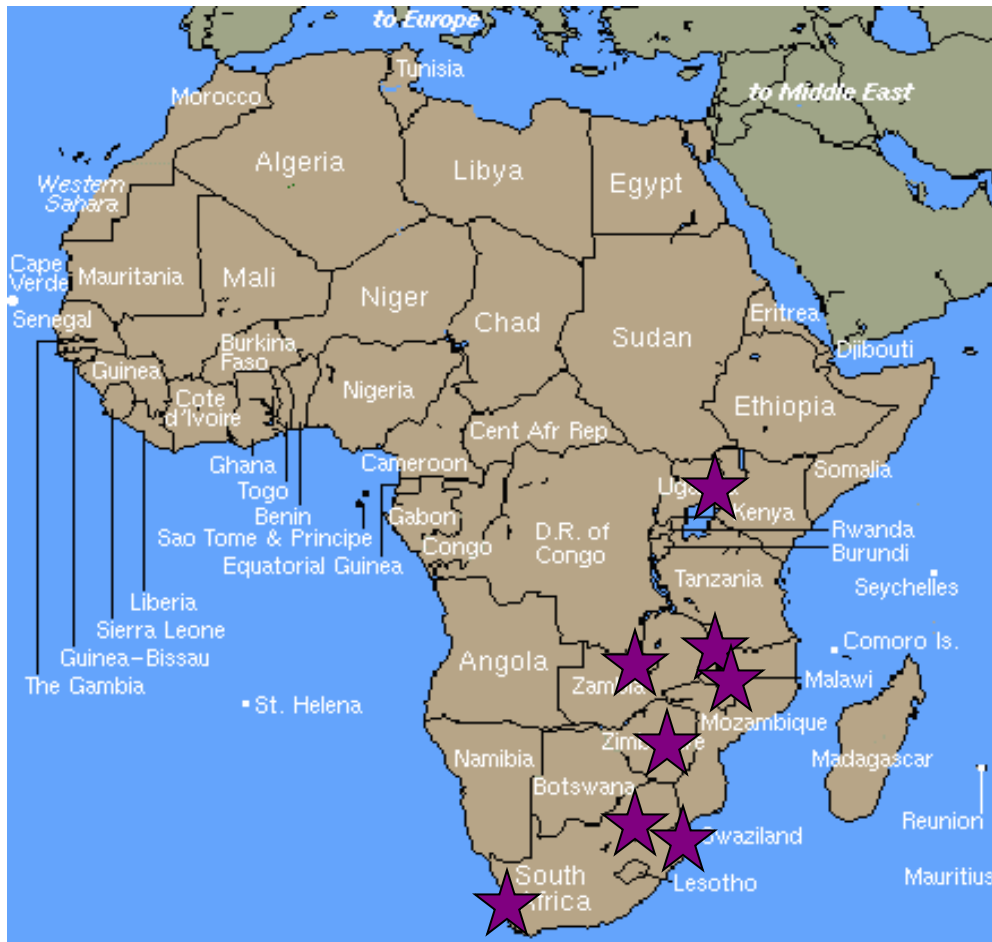 to Europe
Tunisia
to Middle East
Morocco
Algeria
Libya
Egypt
Western
Sahara
Cape
Verde
Mauritania
Mali
Niger
Chad
Sudan
Eritrea
Senegal
Burkina
Faso
Djibouti
Guinea
Cote
d'Ivoire
Nigeria
Ethiopia
Cent Afr Rep
Ghana
Cameroon
Somalia
Togo
Benin
Gabon
Kenya
Sao Tome & Principe
Congo
D.R. of
Congo
Rwanda
Burundi
Equatorial Guinea
Tanzania
Seychelles
Liberia
Sierra Leone
Guinea-Bissau
The Gambia
Angola
Comoro Is.
Malawi
St. Helena
Mozambique
Namibia
Madagascar
Botswana
Reunion
Swaziland
Lesotho
Mauritius
South